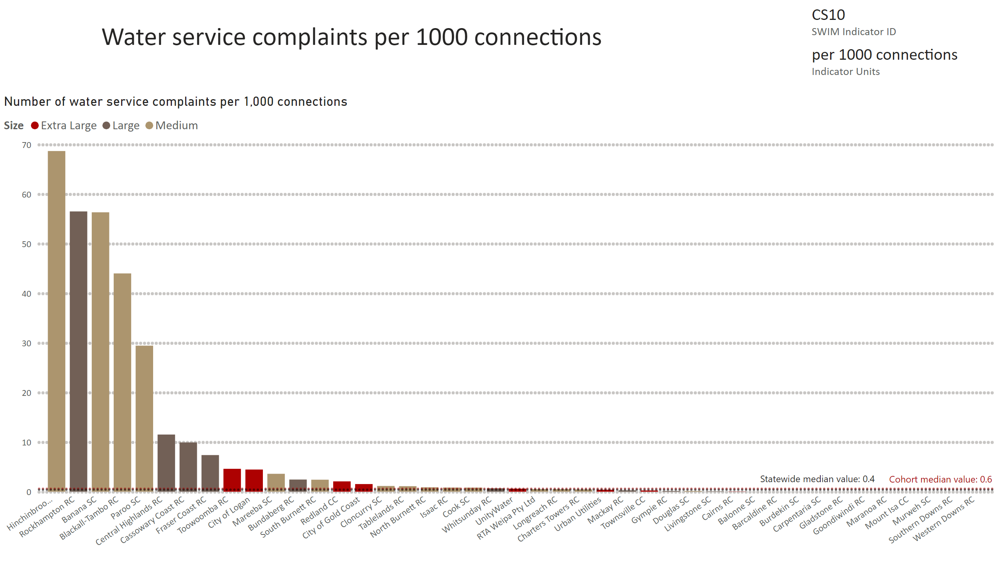 CS10
SWIM Indicator ID
Water service complaints per 1000 connections
per 1000 connections
Indicator Units
Number of water service complaints per 1,000 connections
Size Extra Large Large Medium
70
60
50
40
30
20
10
0
Statewide median value: 0.4 Cohort median value: 0.6
Hinchinbroo...
Rockhampton RC
Banana SC
Blackall-Tambo RC
Paroo SC
Central Highlands RC
Cassowary Coast RC
Fraser Coast RC
Toowoomba RC
City of Logan
Mareeba SC
Bundaberg RC
South Burnett RC
Redland CC
City of Gold Coast
Cloncurry SC
Tablelands RC
North Burnett RC
Isaac RC
Cook SC
Whitsunday RC
UnityWater
RTA Weipa Pty Ltd
Longreach RC
Charters Towers RC
Urban Utilities
Mackay RC
Townsville CC
Gympie RC
Douglas SC
Livingstone SC
Cairns RC
Balonne SC
Barcaldine RC
Burdekin SC
Carpentaria SC
Gladstone RC
Goondiwindi RC
Maranoa RC
Mount Isa CC
Murweh SC
Southern Downs RC
Western Downs RC